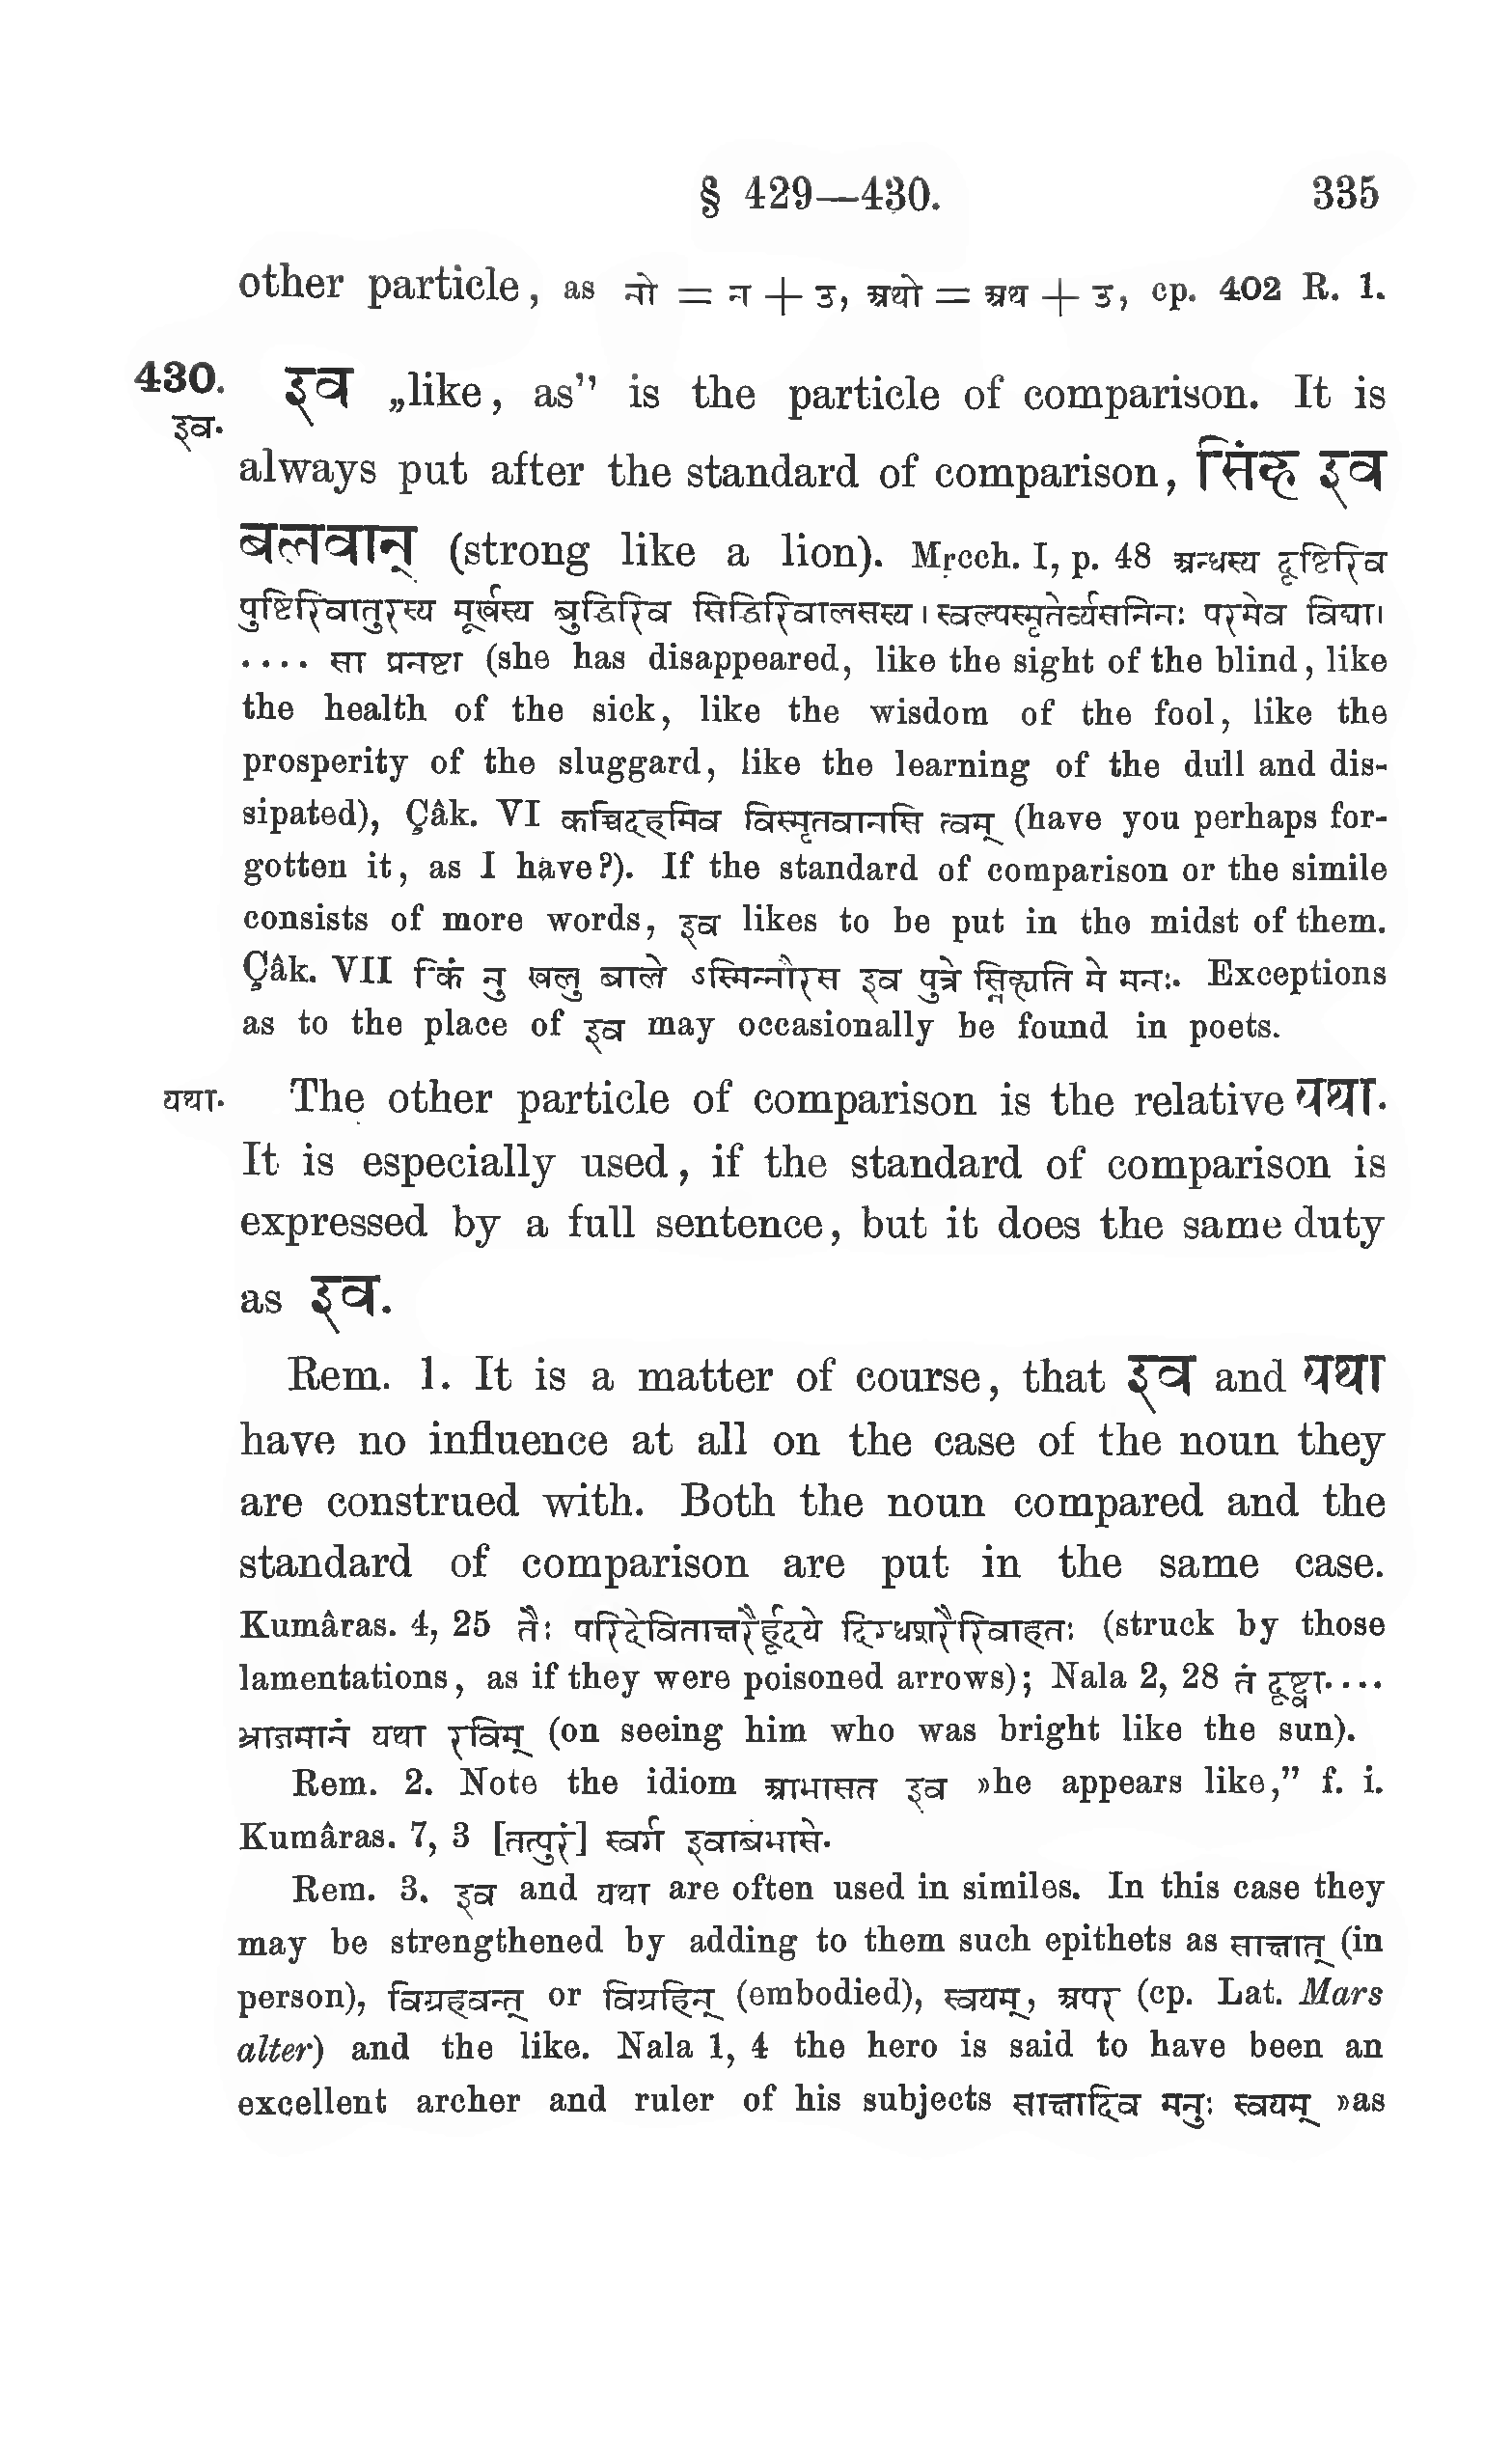 § 429—430. 335
other particle, as नो = न + उ, अथो = अथ + उ, cp. 402 R. 1.
430. इव „like, as” is the particle of comparison. It is
इव.
always put after the standard of comparison, सिंह इव
बलवान् (strong like a lion). Mṛcch. I, p. 48 अन्धस्य दृष्टिरिव
पुष्टिरिवातुरस्य मूर्खस्य बुद्धिरिव सिद्धिरिवालसस्य । स्वल्पस्मृतेर्व्यसनिनः परमेव विद्या।
.... सा प्रनष्टा (she has disappeared, like the sight of the blind, like
the health of the sick, like the wisdom of the fool, like the
prosperity of the sluggard, like the learning of the dull and dis-
sipated), Çâk. VI कच्चिदहमिव विस्मृतवानसि त्वम् (have you perhaps for-
gotten it, as I have?). If the standard of comparison or the simile
consists of more words, इव likes to be put in the midst of them.
Çâk. VII किं नु खलु बाले ऽस्मिन्नौरस इव पुत्रे स्निह्यति मे मनः. Exceptions
as to the place of इव may occasionally be found in poets.
यथा. The other particle of comparison is the relative यथा.
It is especially used, if the standard of comparison is
expressed by a full sentence, but it does the same duty
as इव.
Rem. 1. It is a matter of course, that इव and यथा
have no influence at all on the case of the noun they
are construed with. Both the noun compared and the
standard of comparison are put in the same case.
Kumâras. 4, 25 तैः परिदेविताक्षरैर्हृदये दिग्धशरैरिवाहतः (struck by those
lamentations, as if they were poisoned arrows); Nala 2, 28 तं दृष्ट्वा....
भ्राजमानं यथा रविम् (on seeing him who was bright like the sun).
Rem. 2. Note the idiom आभासत इव »he appears like,” f. i.
Kumâras. 7, 3 [तत्पुरं] स्वर्ग इवाबभासे.
Rem. 3. इव and यथा are often used in similes. In this case they
may be strengthened by adding to them such epithets as साक्षात् (in
person), विग्रहवन्त् or विग्रहिन् (embodied), स्वयम्, अपर (cp. Lat. Mars
alter) and the like. Nala 1, 4 the hero is said to have been an
excellent archer and ruler of his subjects साक्षादिव मनुः स्वयम् »as